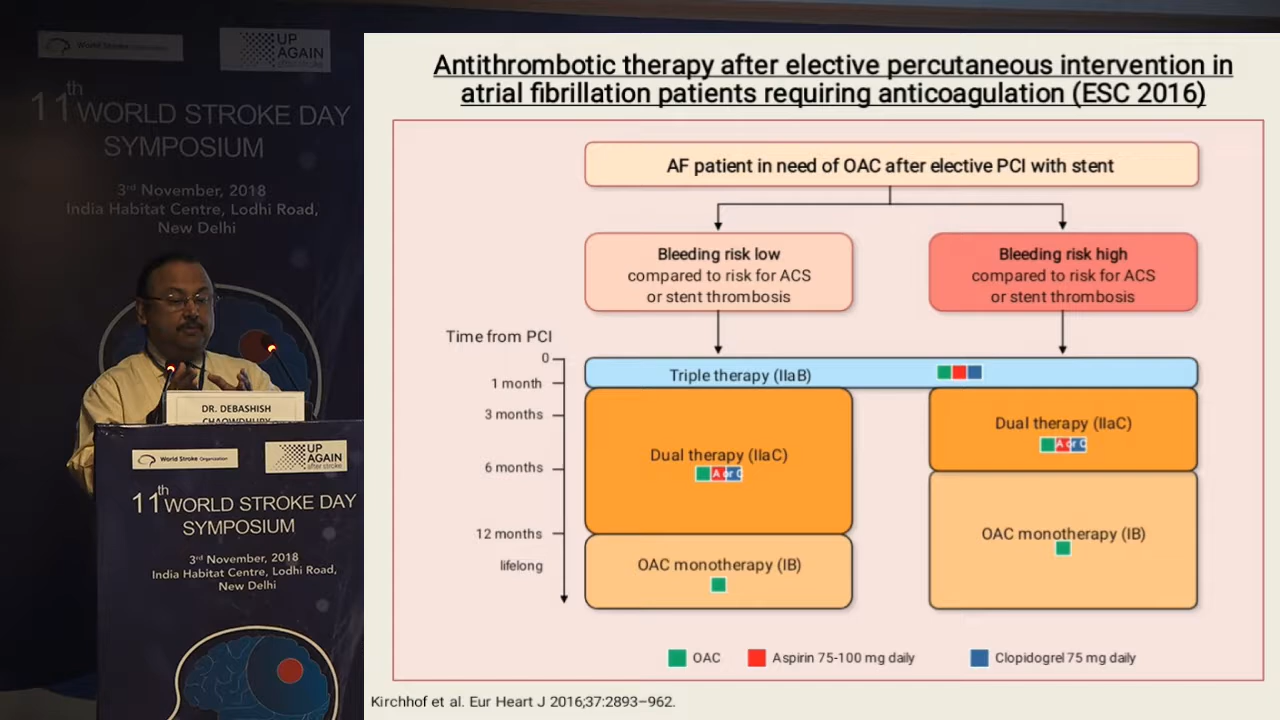 World Stroke Organization
UP
AGAIN
after stroke
11th WORLD STROKE DAY
SYMPOSIUM
3rd November, 2018
India Habitat Centre, Lodhi Road,
New Delhi
DR. DEBASHISH
CHAOWDHURY
World Stroke Organization
UP
AGAIN
after stroke
11th WORLD STROKE DAY
SYMPOSIUM
3rd November, 2018
India Habitat Centre, Lodhi Road,
New Delhi
Antithrombotic therapy after elective percutaneous intervention in
atrial fibrillation patients requiring anticoagulation (ESC 2016)
AF patient in need of OAC after elective PCI with stent
Bleeding risk low
compared to risk for ACS
or stent thrombosis
Bleeding risk high
compared to risk for ACS
or stent thrombosis
Time from PCI
0
1 month
3 months
6 months
12 months
lifelong
Triple therapy (IIaB)
Dual therapy (IIaC)
A or C
OAC monotherapy (IB)
Dual therapy (IIaC)
A or C
OAC monotherapy (IB)
OAC
Aspirin 75-100 mg daily
Clopidogrel 75 mg daily
Kirchhof et al. Eur Heart J 2016;37:2893–962.